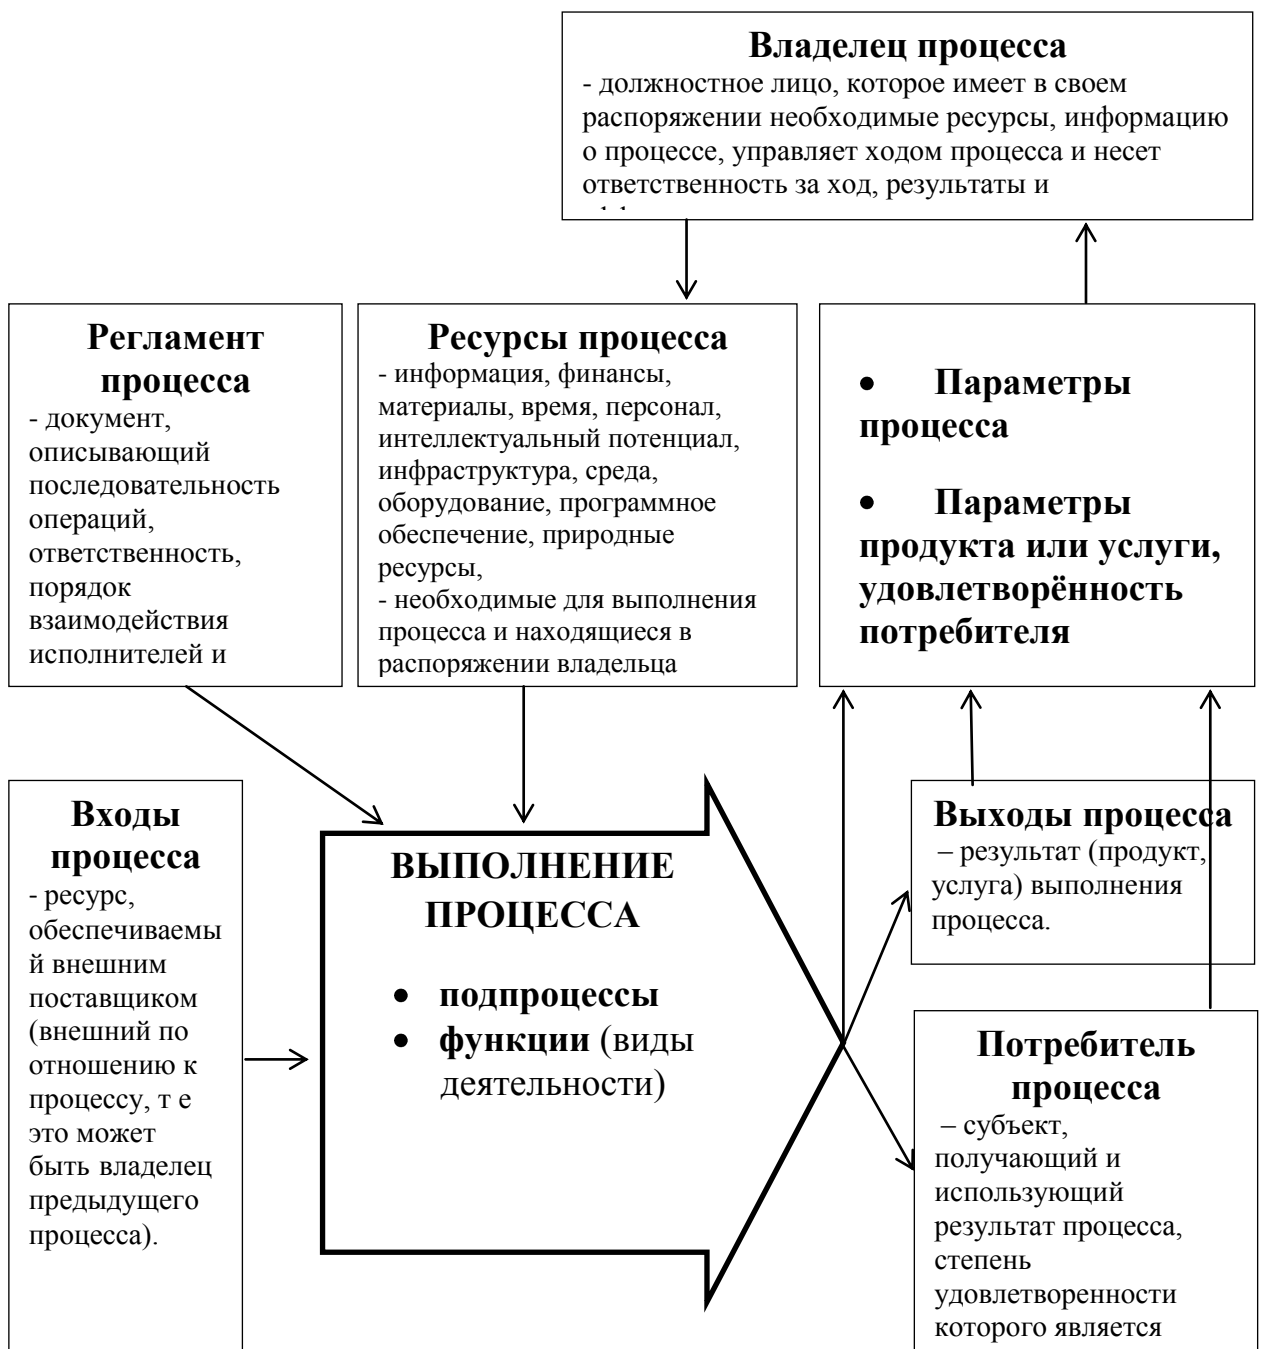 Владелец процесса
- должностное лицо, которое имеет в своем
распоряжении необходимые ресурсы, информацию
о процессе, управляет ходом процесса и несет
ответственность за ход, результаты и
Регламент
процесса
- документ,
описывающий
последовательность
операций,
ответственность,
порядок
взаимодействия
исполнителей и
Ресурсы процесса
- информация, финансы,
материалы, время, персонал,
интеллектуальный потенциал,
инфраструктура, среда,
оборудование, программное
обеспечение, природные
ресурсы,
- необходимые для выполнения
процесса и находящиеся в
распоряжении владельца
• Параметры
процесса
• Параметры
продукта или услуги,
удовлетворённость
потребителя
Входы
процесса
- ресурс,
обеспечиваемы
й внешним
поставщиком
(внешний по
отношению к
процессу, т е
это может
быть владелец
предыдущего
процесса).
ВЫПОЛНЕНИЕ
ПРОЦЕССА
• подпроцессы
• функции (виды
деятельности)
Выходы процесса
– результат (продукт,
услуга) выполнения
процесса.
Потребитель
процесса
– субъект,
получающий и
использующий
результат процесса,
степень
удовлетворенности
которого является